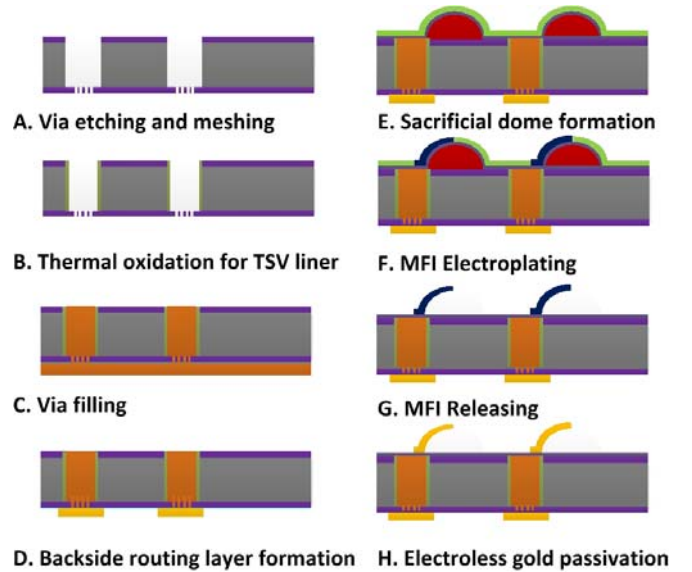 A. Via etching and meshing
B. Thermal oxidation for TSV liner
C. Via filling
D. Backside routing layer formation
E. Sacrificial dome formation
F. MFI Electroplating
G. MFI Releasing
H. Electroless gold passivation